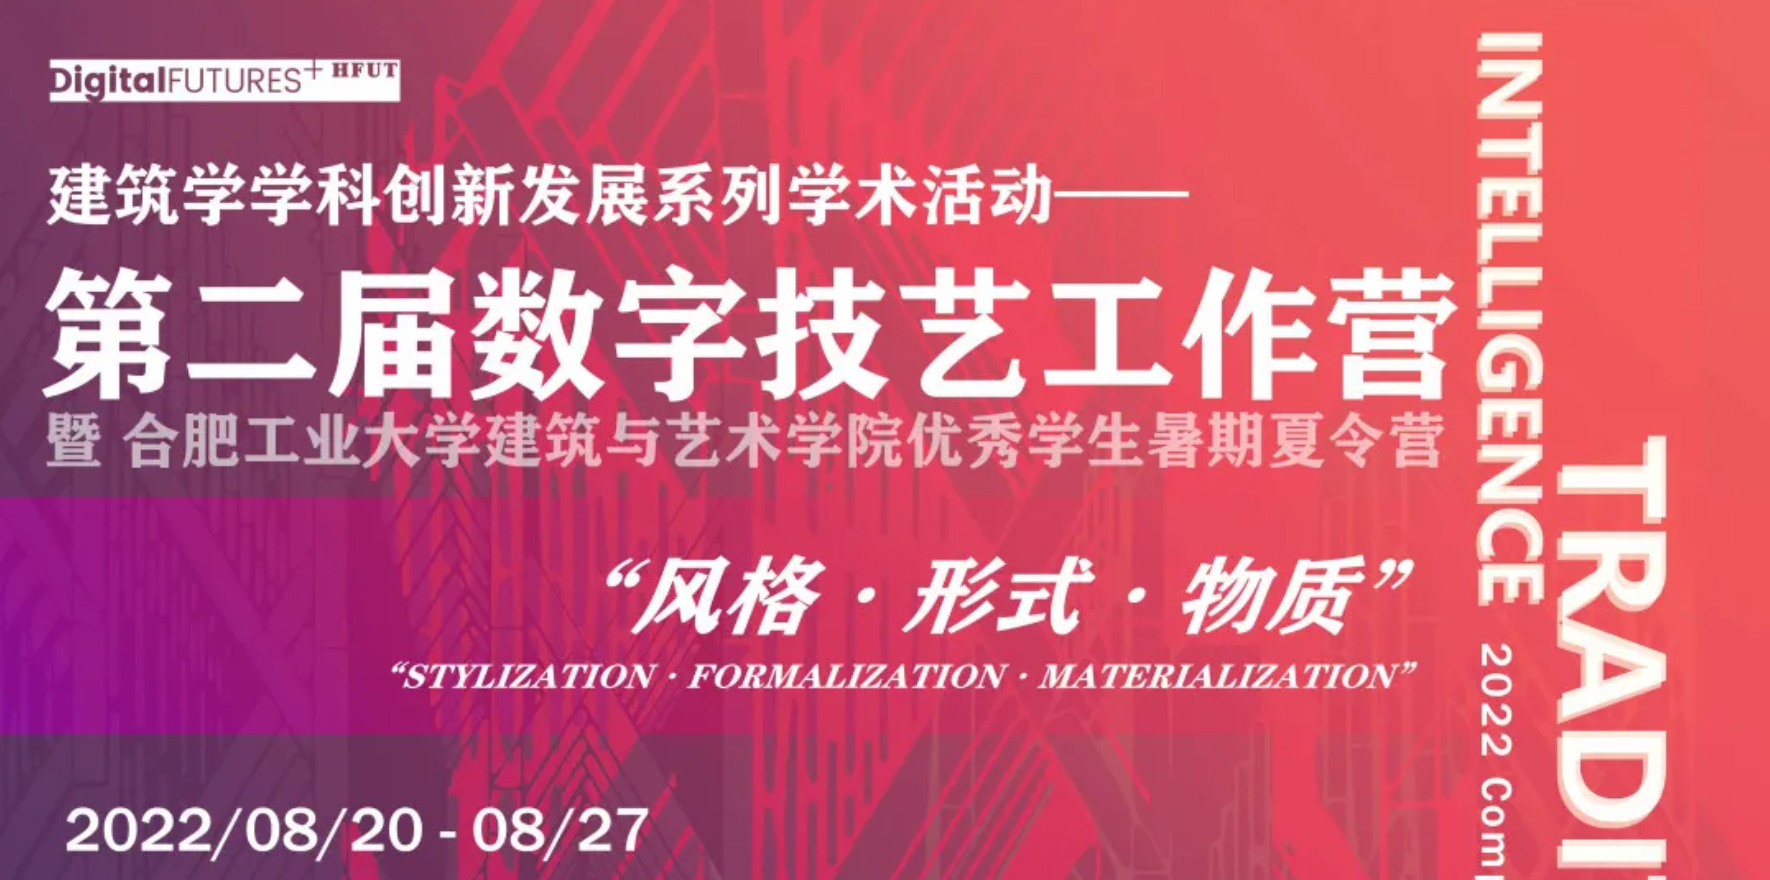 DigitalFUTURES+ HFUT
建筑学学科创新发展系列学术活动——
第二届数字技艺工作营
暨 合肥工业大学建筑与艺术学院优秀学生暑期夏令营
“风格·形式·物质”
“STYLIZATION · FORMALIZATION · MATERIALIZATION”
2022/08/20 - 08/27
INTELLIGENCE 2022 Com
TRADI